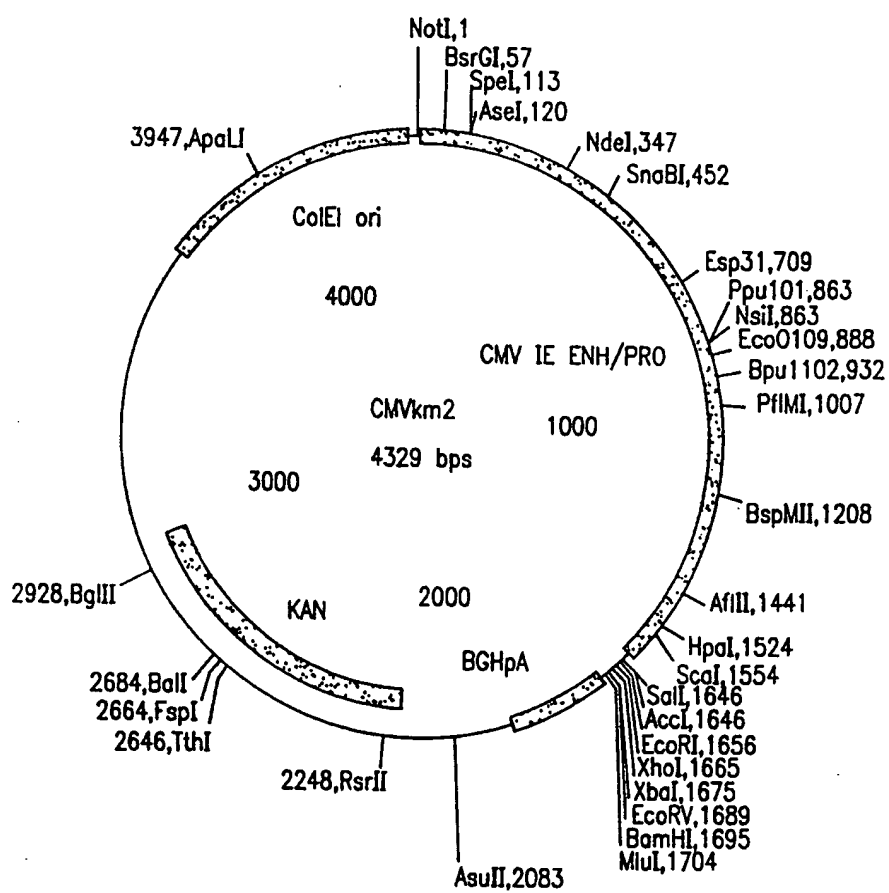 NotI,1
BsrGI,57
SpeI,113
AseI,120
3947,ApaLI
NdeI,347
SnaBI,452
ColEI ori
Esp31,709
4000
Ppu101,863
NsiI,863
EcoO109,888
CMV IE ENH/PRO
Bpu1102,932
CMVkm2
PflMI,1007
1000
4329 bps
3000
BspMII,1208
2928,BglII
KAN
2000
AflII,1441
HpaI,1524
BGHpA
ScaI,1554
2684,BalI
SalI,1646
2664,FspI
AccI,1646
2646,TthI
EcoRI,1656
XhoI,1665
2248,RsrII
XbaI,1675
EcoRV,1689
BamHI,1695
MluI,1704
AsuII,2083